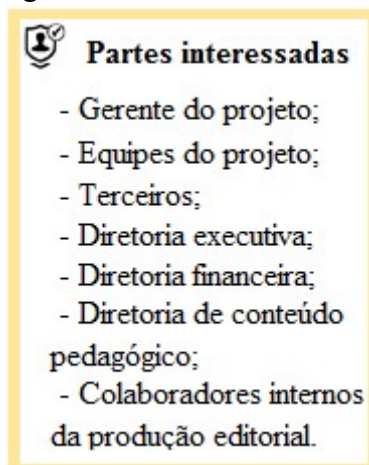 Partes interessadas
- Gerente do projeto;
- Equipes do projeto;
- Terceiros;
- Diretoria executiva;
- Diretoria financeira;
- Diretoria de conteúdo
pedagógico;
- Colaboradores internos
da produção editorial.